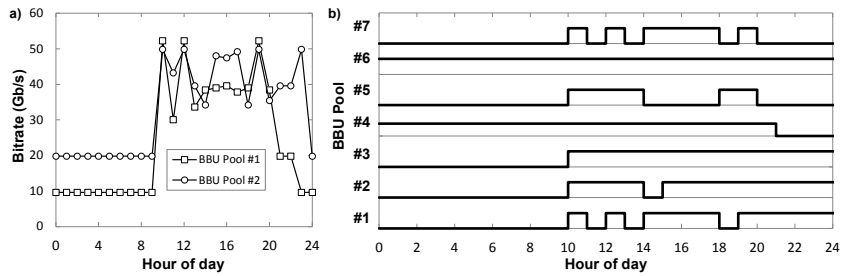 a)
Bitrate (Gb/s)
60
50
40
30
20
10
0
BBU Pool #1
BBU Pool #2
0 4 8 12 16 20 24
Hour of day
b)
BBU Pool
#7
#6
#5
#4
#3
#2
#1
0 2 4 6 8 10 12 14 16 18 20 22 24
Hour of day